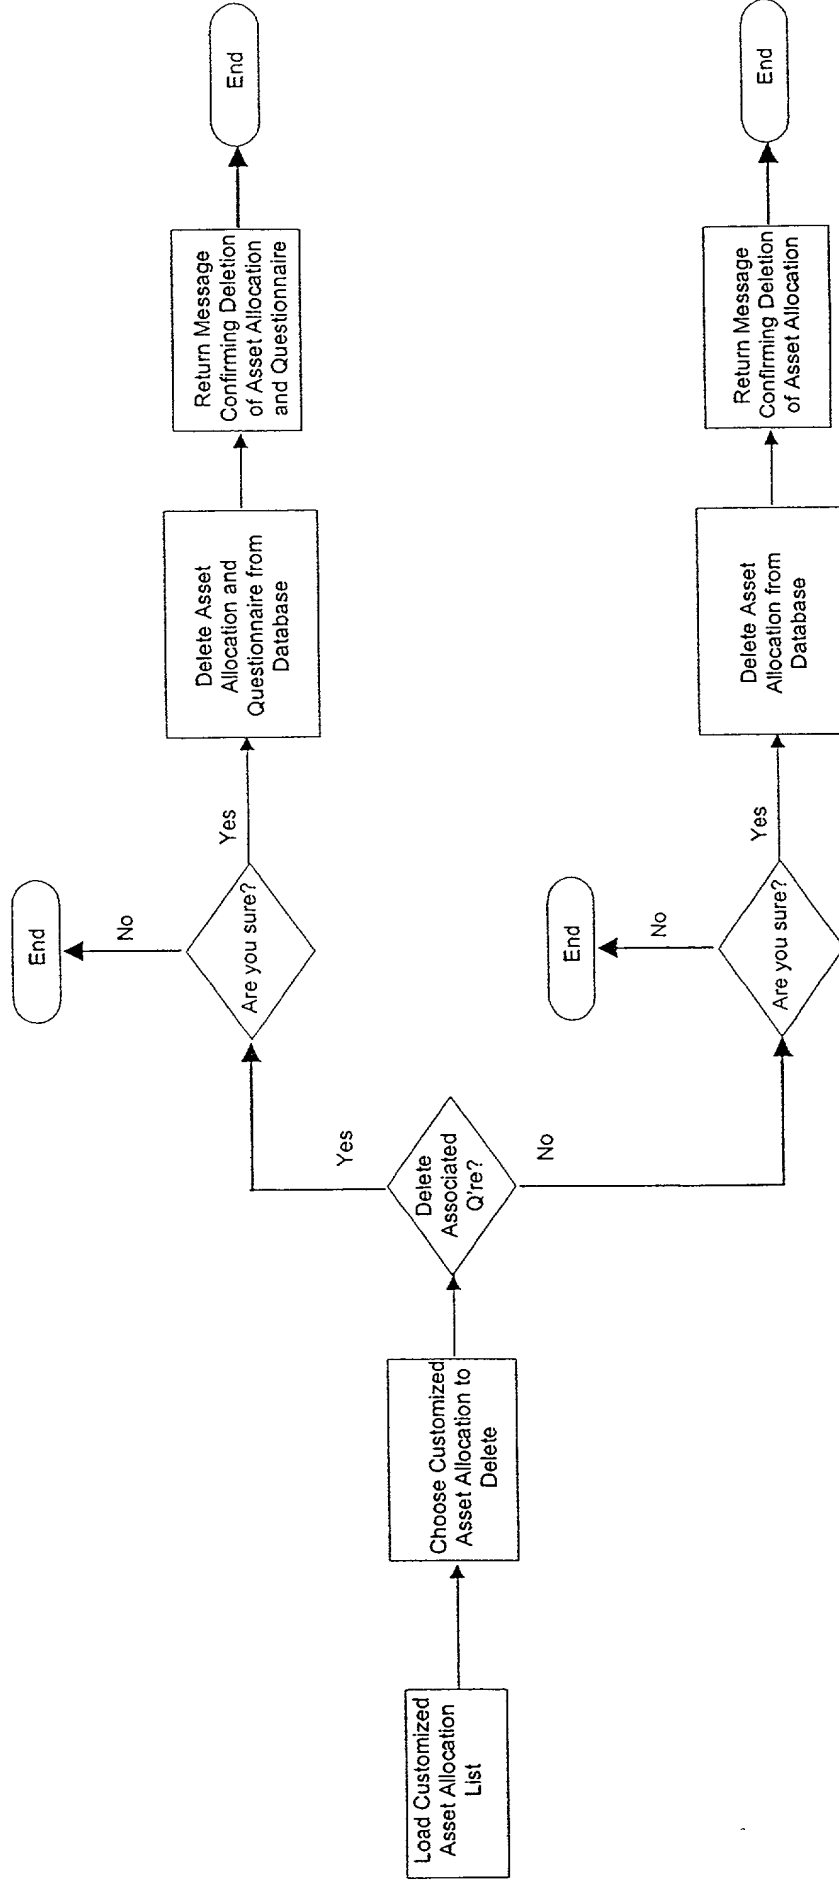 Load Customized
Asset Allocation
List
Choose Customized
Asset Allocation to
Delete
Delete
Associated
Q're?
Yes
No
Are you sure?
No
End
Yes
Delete Asset
Allocation and
Questionnaire from
Database
Return Message
Confirming Deletion
of Asset Allocation
and Questionnaire
End
Are you sure?
No
End
Yes
Delete Asset
Allocation from
Database
Return Message
Confirming Deletion
of Asset Allocation
End